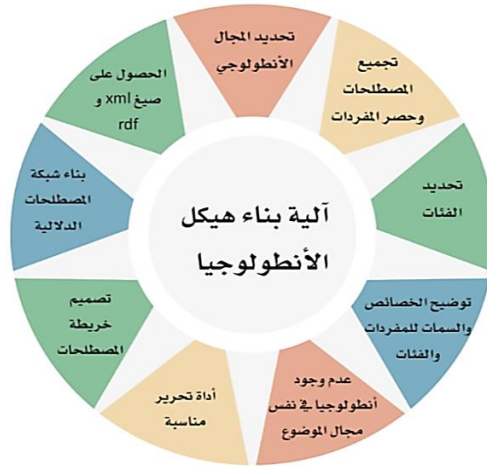 تحديد المجال
الأنطولوجي
تجميع
المصطلحات
وحصر المفردات
تحديد
الفئات
توضيح الخصائص
والسمات للمفردات
والفئات
عدم وجود
أنطولوجيا في نفس
مجال الموضوع
أداة تحرير
مناسبة
تصميم
خريطة
المصطلحات
بناء شبكة
المصطلحات
الدلالية
الحصول على
صيغ xml و
rdf
آلية بناء هيكل
الأنطولوجيا